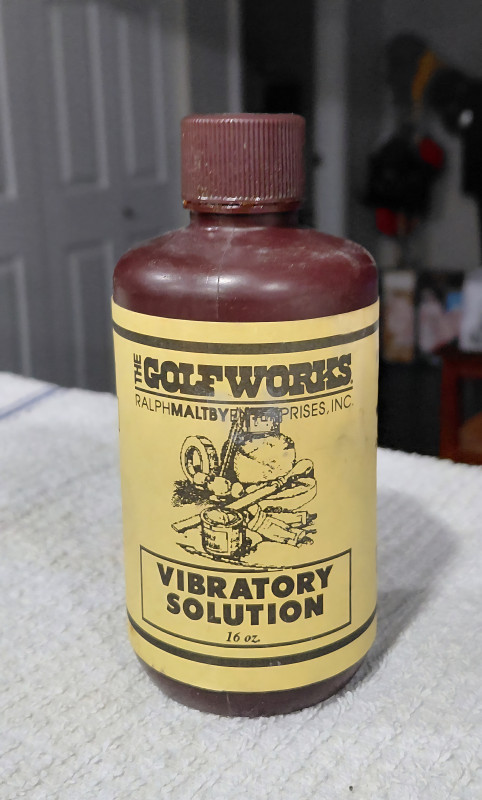 THE GOLFWORKS
RALPHMALTBYENTERPRISES, INC.
VIBRATORY
SOLUTION
16 oz.